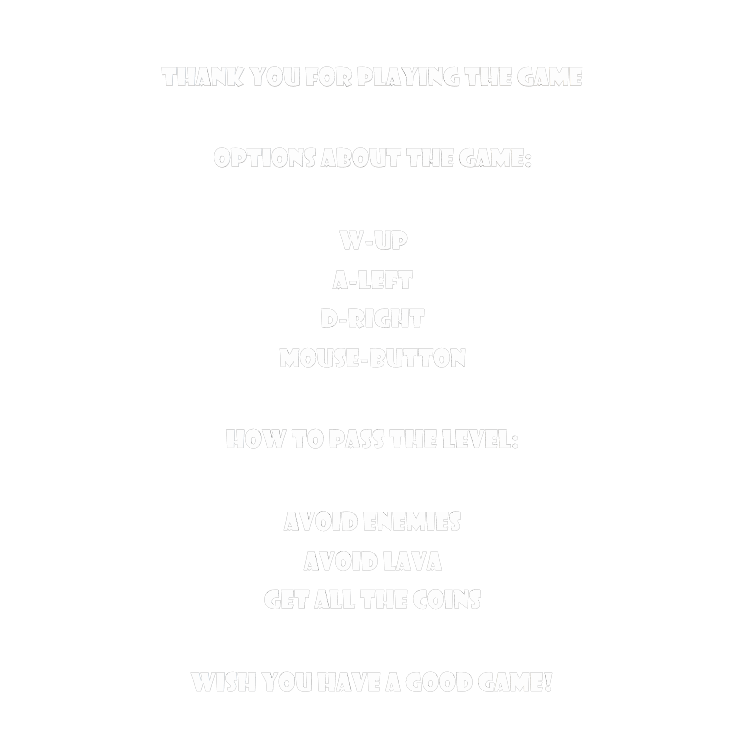 THANK YOU FOR PLAYING THE GAME
OPTIONS ABOUT THE GAME:
W-UP
A-LEFT
D-RIGHT
MOUSE-BUTTON
HOW TO PASS THE LEVEL:
AVOID ENEMIES
AVOID LAVA
GET ALL THE COINS
WISH YOU HAVE A GOOD GAME!